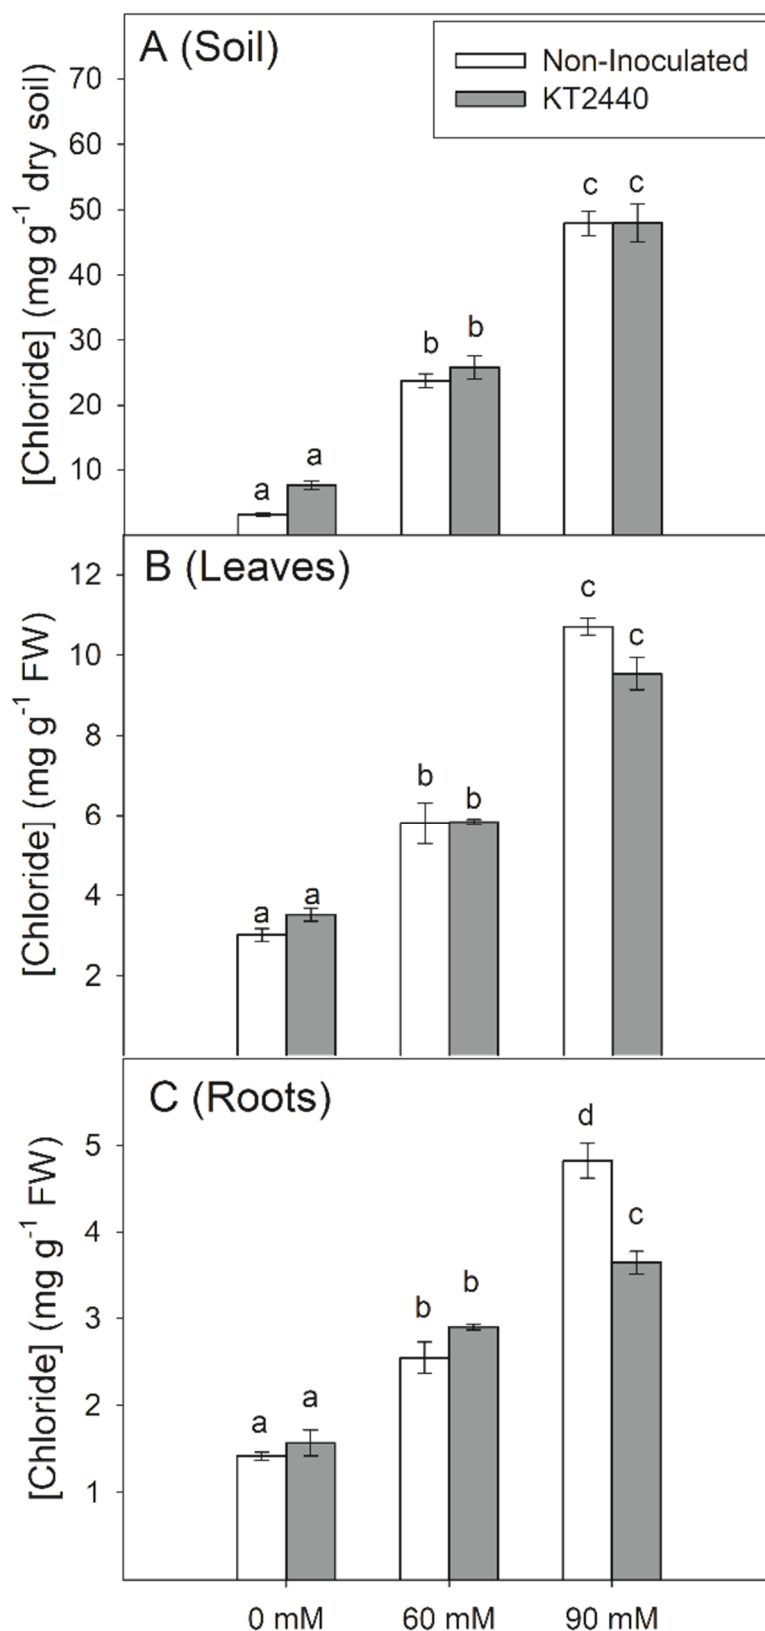 A (Soil)
Non-Inoculated
KT2440
[Chloride] (mg g⁻¹ dry soil)
70
60
50
40
30
20
10
a
a
b
b
c
c
B (Leaves)
[Chloride] (mg g⁻¹ FW)
12
10
8
6
4
2
a
a
b
b
c
c
C (Roots)
[Chloride] (mg g⁻¹ FW)
5
4
3
2
1
a
a
b
b
d
c
0 mM 60 mM 90 mM